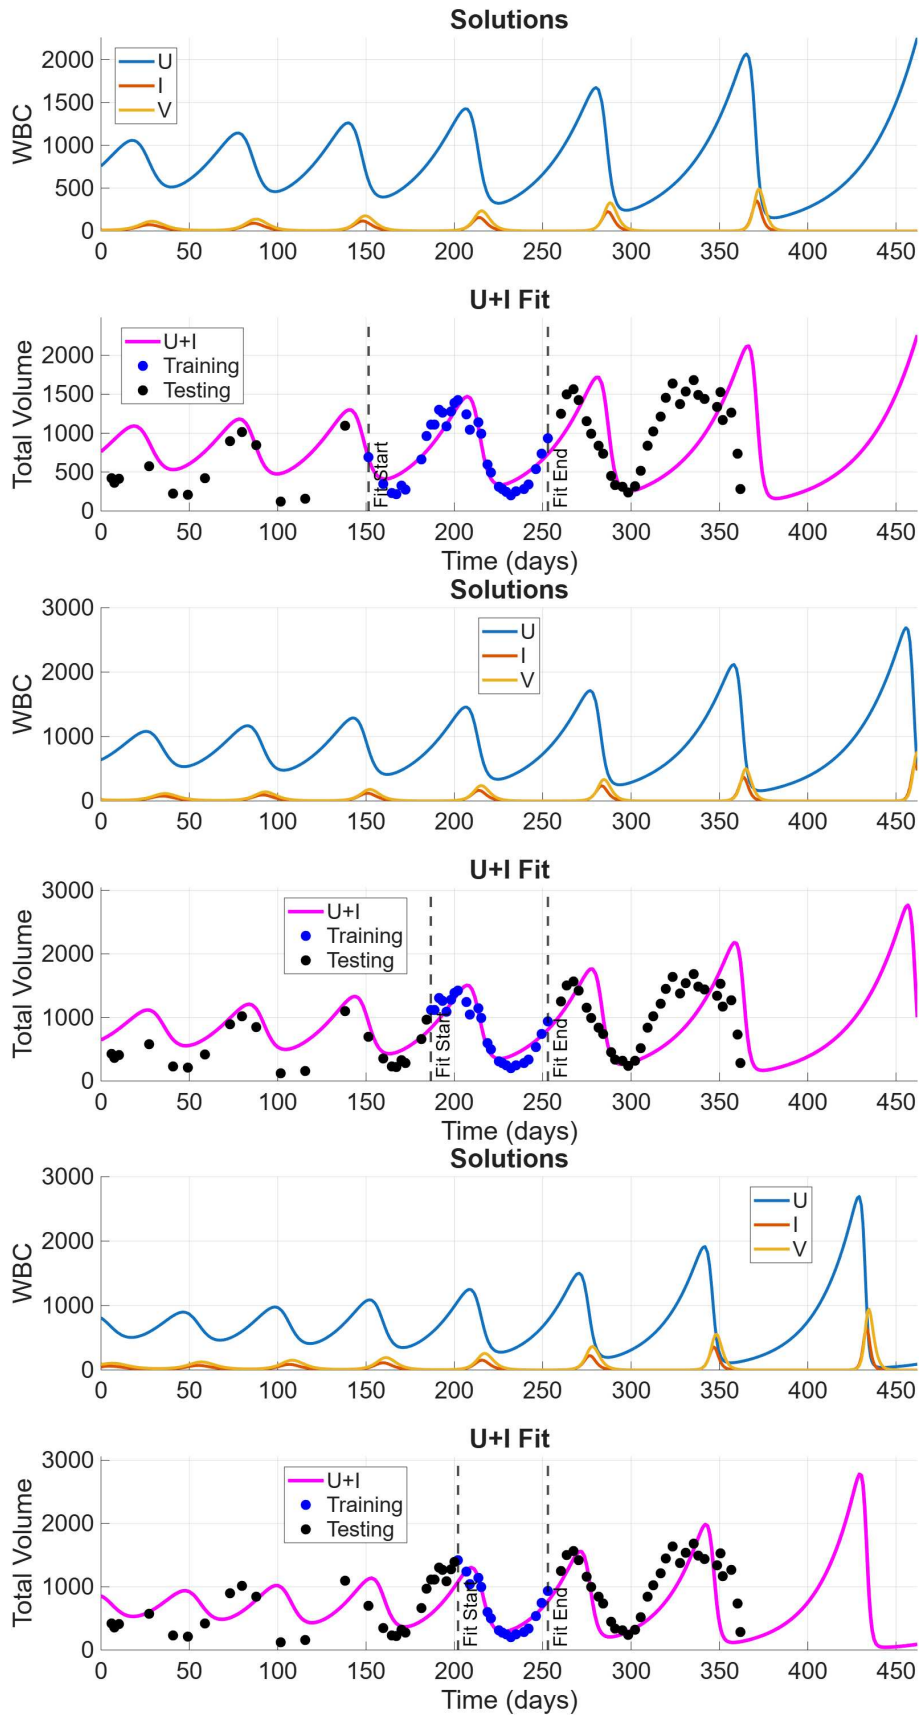 Solutions
WBC
2000
1500
1000
500
0
U
I
V
0 50 100 150 200 250 300 350 400 450
U+I Fit
Total Volume
2000
1500
1000
500
0
U+I
Training
Testing
Fit Start
Fit End
0 50 100 150 200 250 300 350 400 450
Time (days)
Solutions
WBC
3000
2000
1000
0
U
I
V
0 50 100 150 200 250 300 350 400 450
U+I Fit
Total Volume
3000
2000
1000
0
U+I
Training
Testing
Fit Start
Fit End
0 50 100 150 200 250 300 350 400 450
Time (days)
Solutions
WBC
3000
2000
1000
0
U
I
V
0 50 100 150 200 250 300 350 400 450
U+I Fit
Total Volume
3000
2000
1000
0
U+I
Training
Testing
Fit Start
Fit End
0 50 100 150 200 250 300 350 400 450
Time (days)